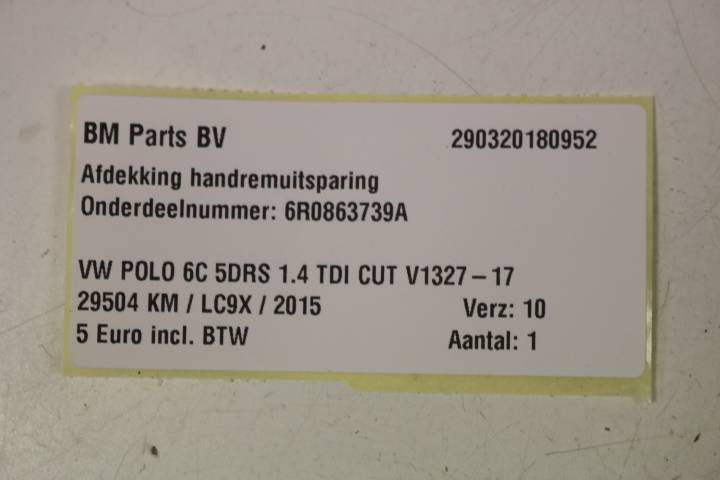 BM Parts BV 290320180952
Afdekking handremuitsparing
Onderdeelnummer: 6R0863739A
VW POLO 6C 5DRS 1.4 TDI CUT V1327 – 17
29504 KM / LC9X / 2015 Verz: 10
5 Euro incl. BTW Aantal: 1